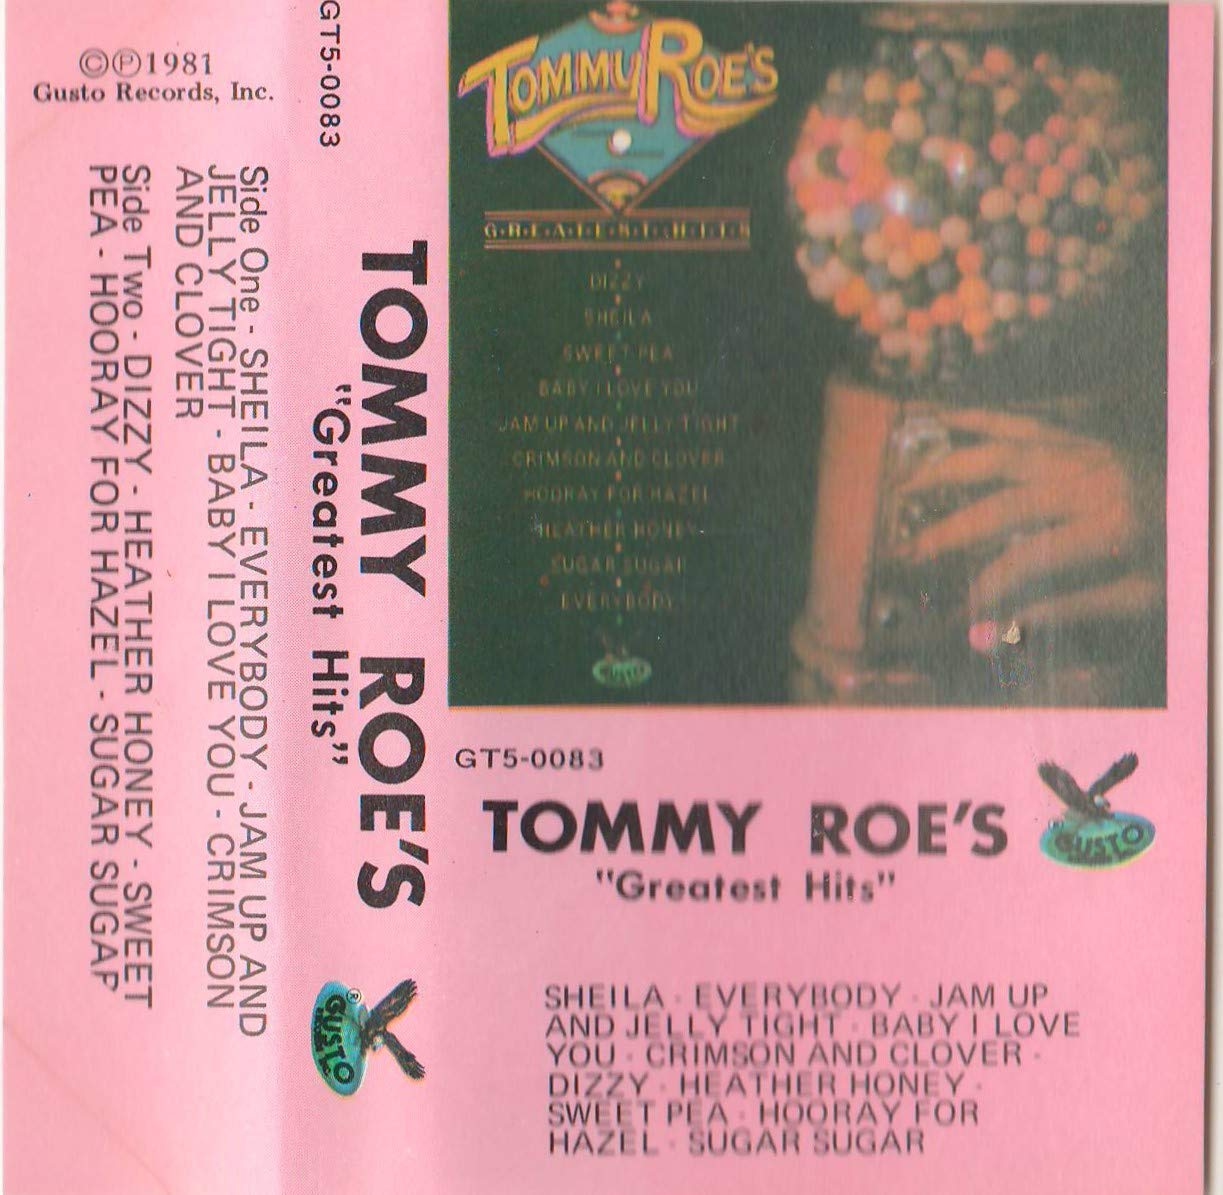 ©℗1981
Gusto Records, Inc.
Side One - SHEILA - EVERYBODY - JAM UP AND
JELLY TIGHT - BABY I LOVE YOU - CRIMSON
AND CLOVER
Side Two - DIZZY - HEATHER HONEY - SWEET
PEA - HOORAY FOR HAZEL - SUGAR SUGAR
GT5-0083
TOMMY ROE'S
"Greatest Hits"
GUSTO
TOMMY ROE'S
GREATEST HITS
DIZZY
SHEILA
SWEET PEA
BABY I LOVE YOU
JAM UP AND JELLY TIGHT
CRIMSON AND CLOVER
HOORAY FOR HAZEL
HEATHER HONEY
SUGAR SUGAR
EVERYBODY
GUSTO
GT5-0083
TOMMY ROE'S
"Greatest Hits"
GUSTO
SHEILA · EVERYBODY · JAM UP
AND JELLY TIGHT · BABY I LOVE
YOU · CRIMSON AND CLOVER ·
DIZZY · HEATHER HONEY ·
SWEET PEA · HOORAY FOR
HAZEL · SUGAR SUGAR